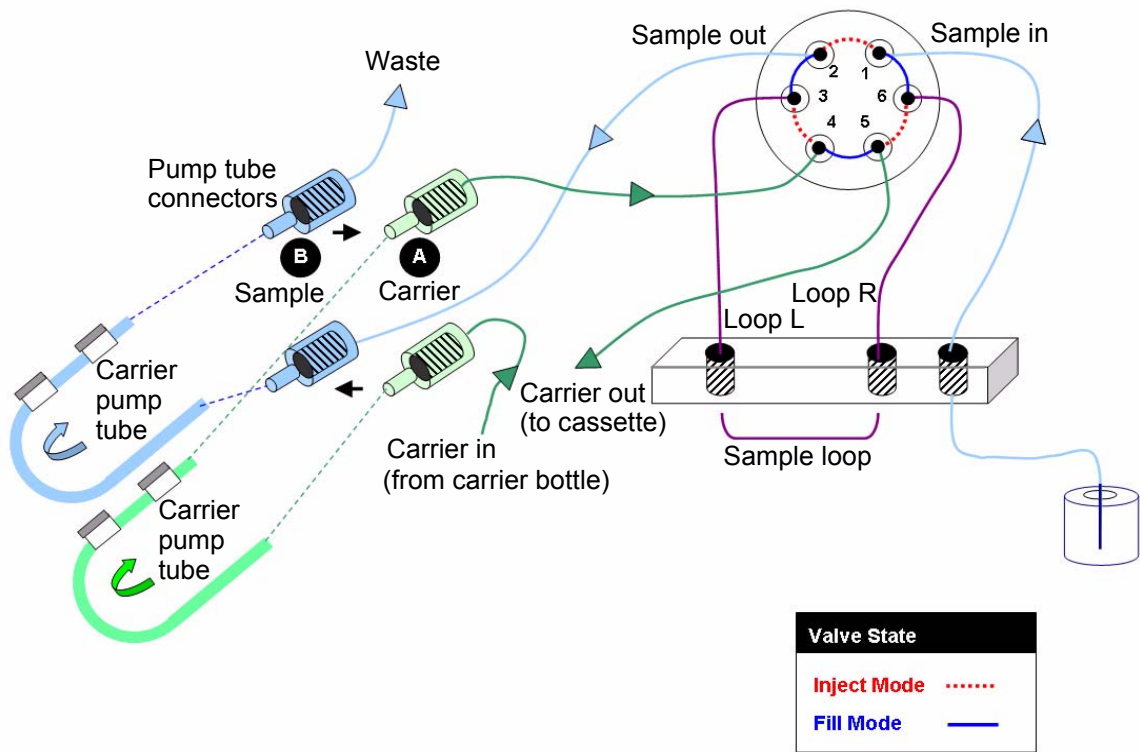 Sample out
Sample in
Waste
2
1
3
6
4
5
Pump tube
connectors
B
A
Sample
Carrier
Loop R
Loop L
Carrier
pump
tube
Carrier out
(to cassette)
Carrier in
(from carrier bottle)
Sample loop
Carrier
pump
tube
Valve State
Inject Mode
Fill Mode